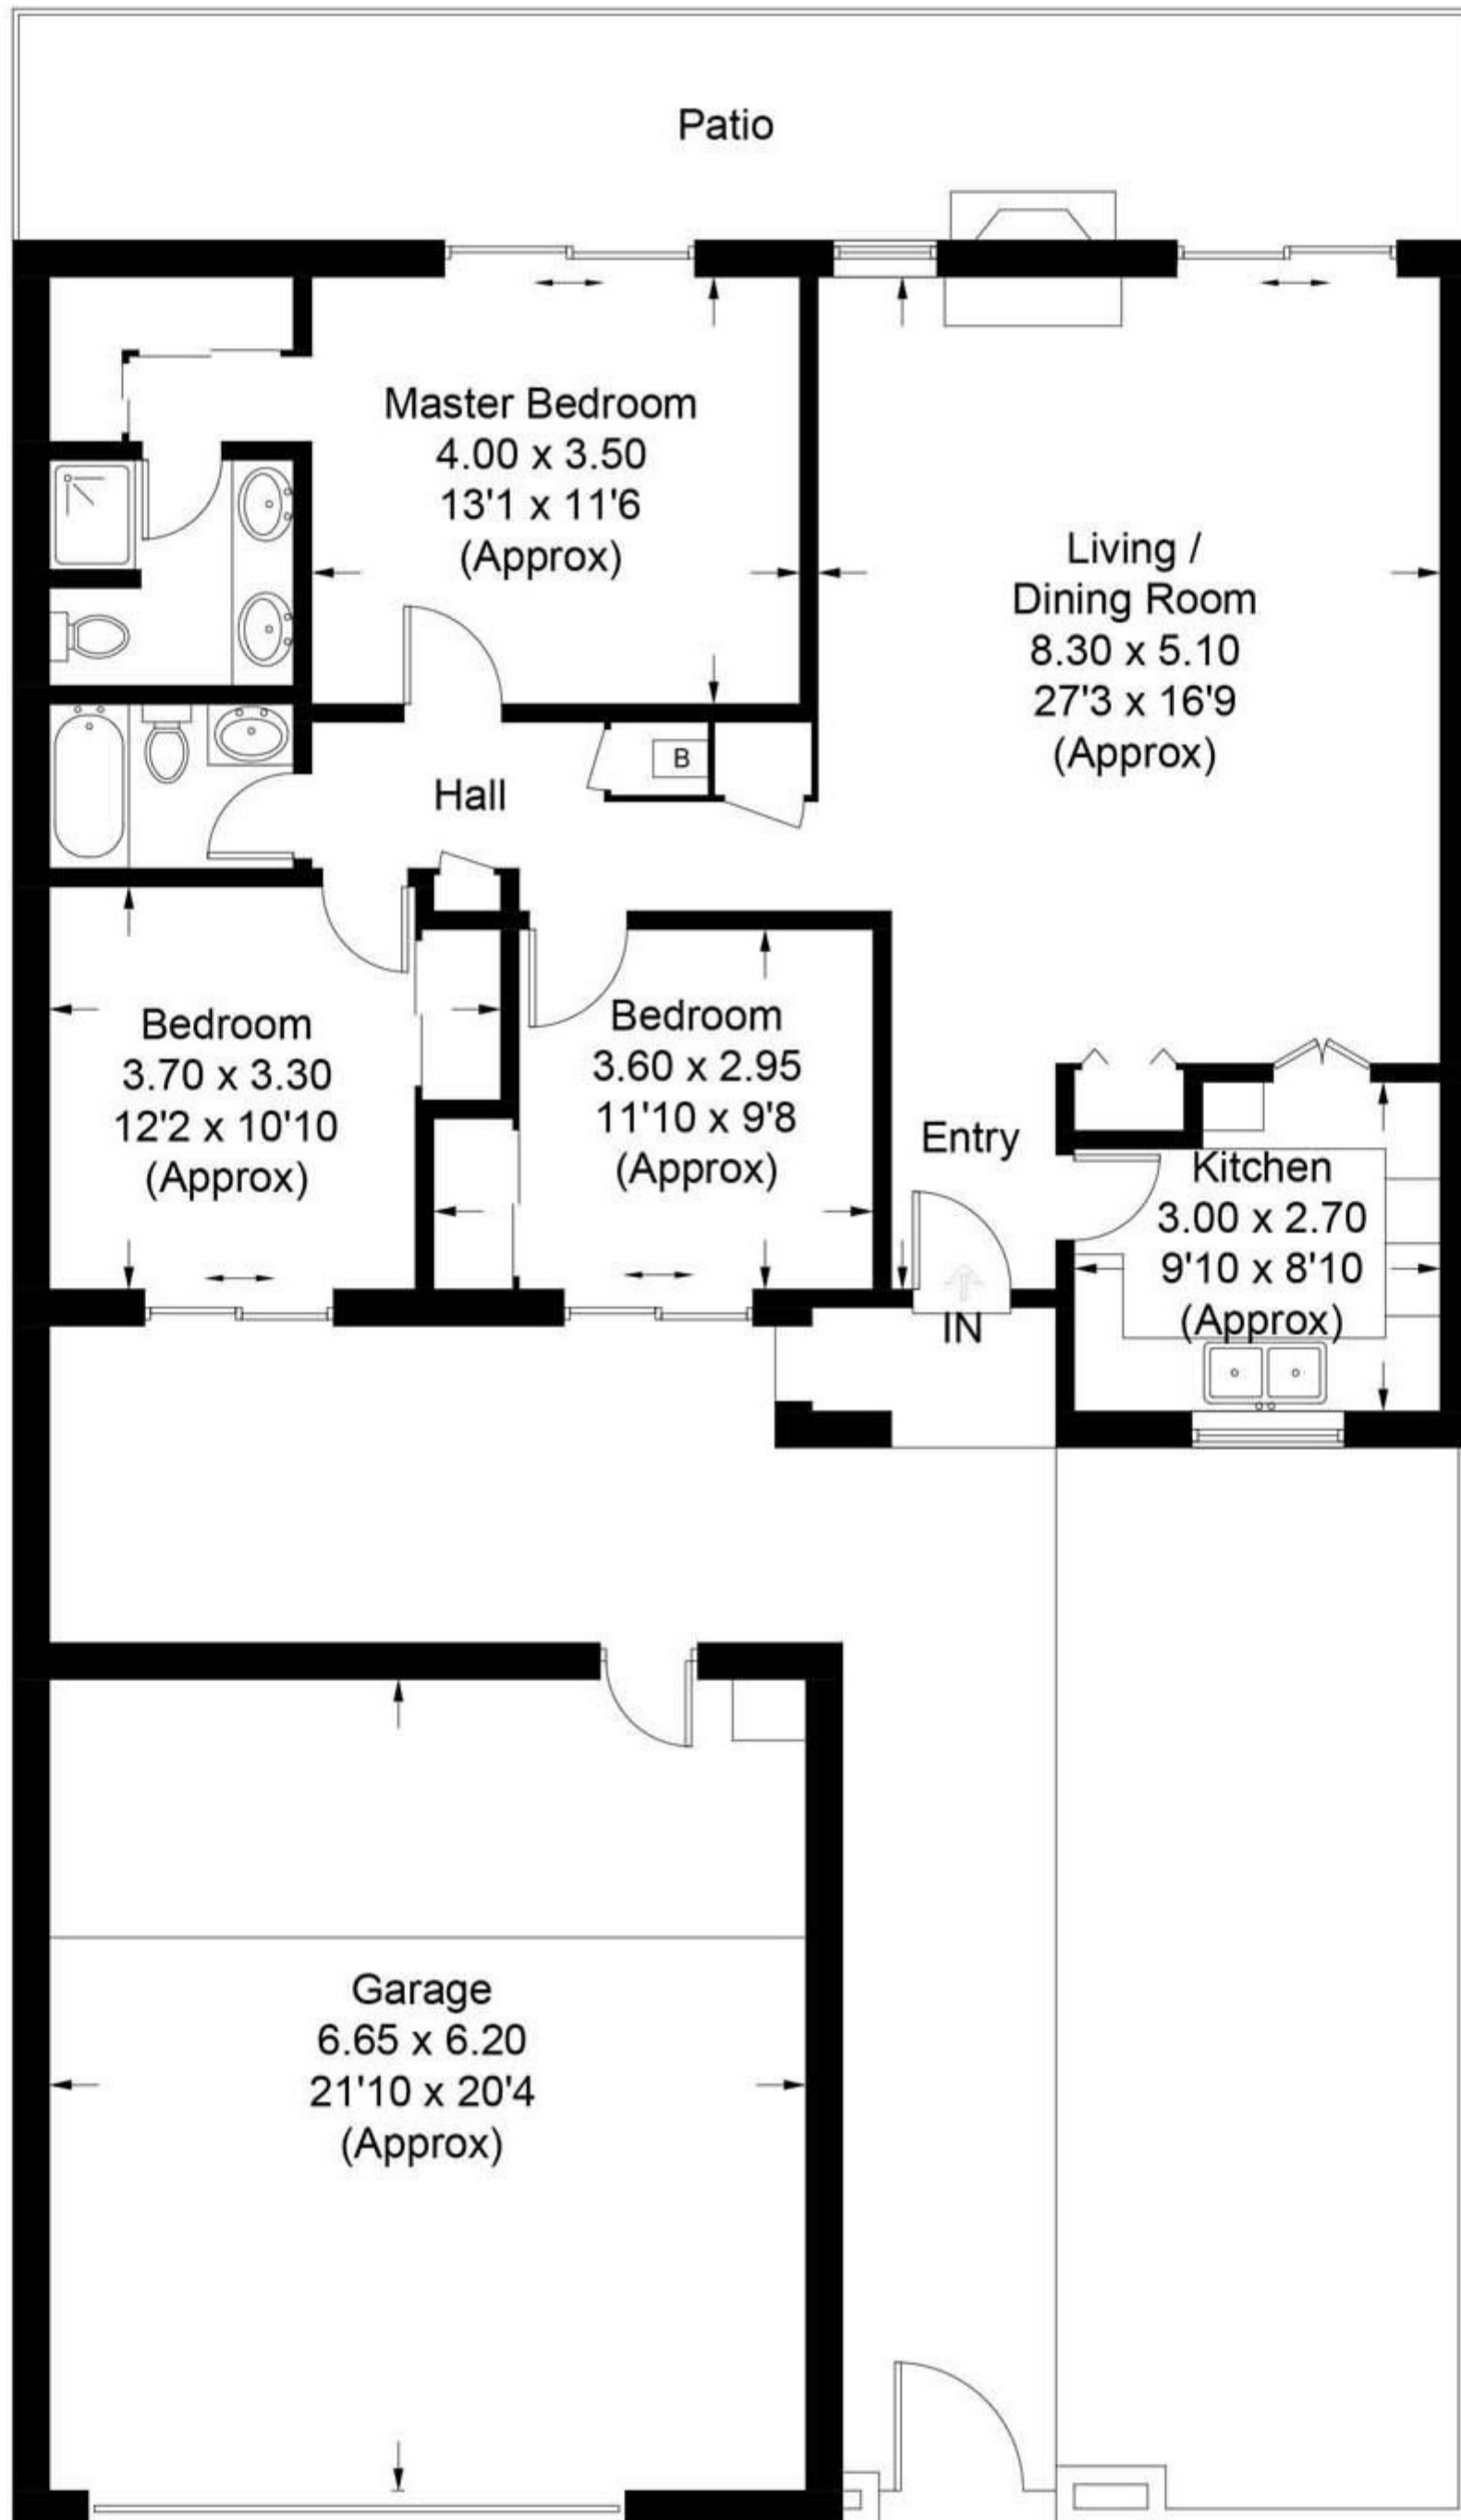 Patio
Master Bedroom
4.00 x 3.50
13'1 x 11'6
(Approx)
Living /
Dining Room
8.30 x 5.10
27'3 x 16'9
(Approx)
B
Hall
Bedroom
3.70 x 3.30
12'2 x 10'10
(Approx)
Bedroom
3.60 x 2.95
11'10 x 9'8
(Approx)
Entry
Kitchen
3.00 x 2.70
9'10 x 8'10
(Approx)
IN
Garage
6.65 x 6.20
21'10 x 20'4
(Approx)